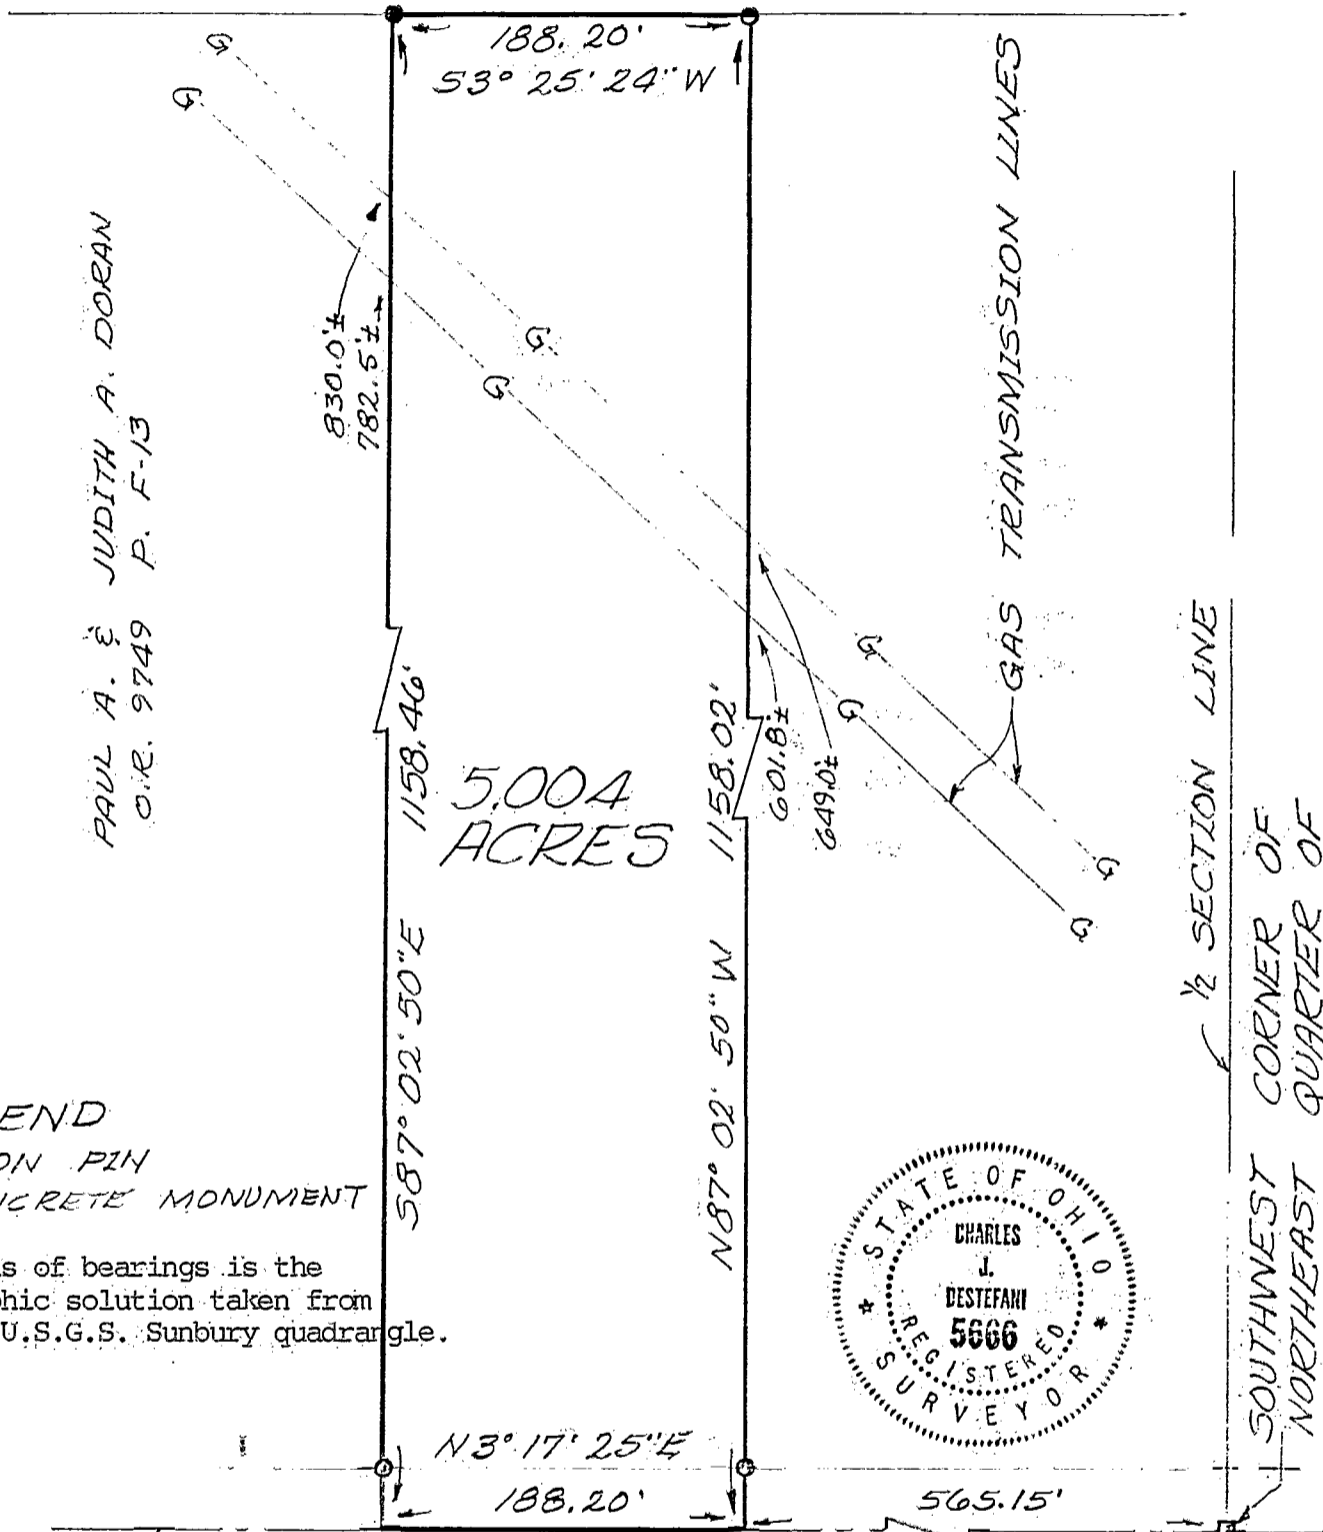 188.20'
S3° 25' 24" W
G
G
G
G
G
G
G
G
GAS TRANSMISSION LINES
PAUL A. & JUDITH A. DORAN
O.R. 9749 P. F-13
830.0'±
782.5'±
601.8'±
649.0'±
1158.46'
S87° 02' 50"E
5.004
ACRES
1158.02'
N87° 02' 50" W
½ SECTION LINE
SOUTHWEST CORNER OF
NORTHEAST QUARTER OF
END
ON PIN
NCRETE MONUMENT
s of bearings is the
hic solution taken from
U.S.G.S. Sunbury quadrangle.
STATE OF OHIO
CHARLES
J.
DESTEFANI
5666
REGISTERED
* SURVEYOR *
N3° 17' 25"E
188.20'
565.15'